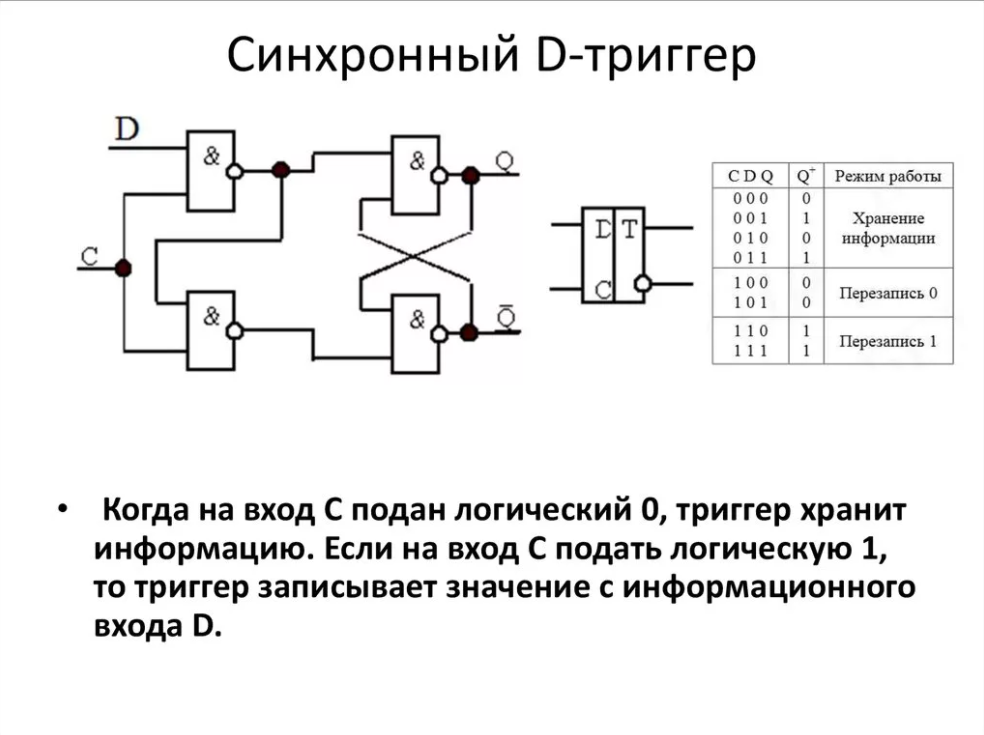 Синхронный D-триггер
D
&
&
Q
C
&
&
Q̅
D T
C
C D Q Q⁺ Режим работы
0 0 0 0
0 0 1 1
0 1 0 0
0 1 1 1
Хранение
информации
1 0 0 0
1 0 1 0
Перезапись 0
1 1 0 1
1 1 1 1
Перезапись 1
• Когда на вход С подан логический 0, триггер хранит
информацию. Если на вход С подать логическую 1,
то триггер записывает значение с информационного
входа D.